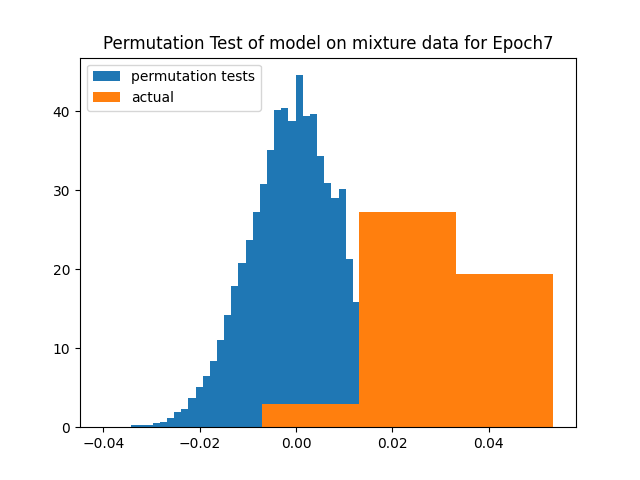 Permutation Test of model on mixture data for Epoch7
permutation tests
actual
40
30
20
10
0
−0.04 −0.02 0.00 0.02 0.04